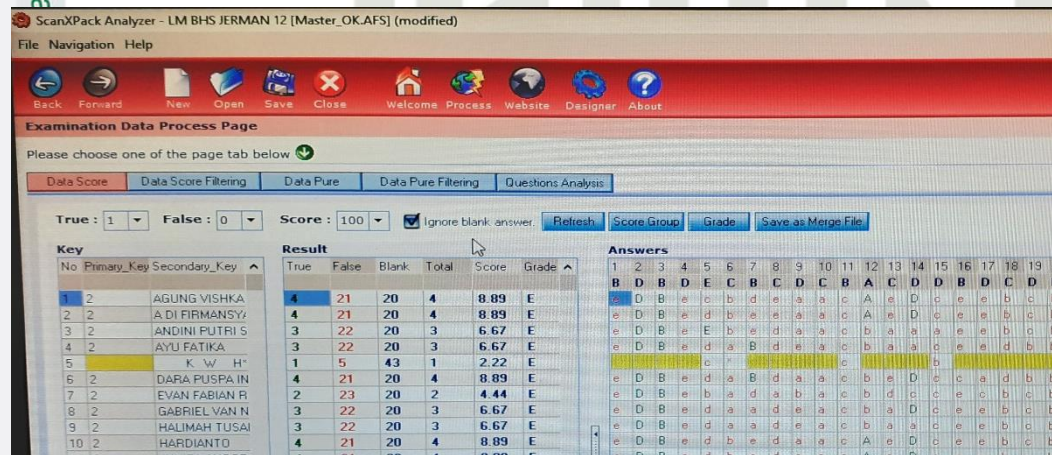 ScanXPack Analyzer - LM BHS JERMAN 12 [Master_OK.AFS] (modified)
File Navigation Help
Back Forward New Open Save Close Welcome Process Website Designer About
Examination Data Process Page
Please choose one of the page tab below
Data Score Data Score Filtering Data Pure Data Pure Filtering Questions Analysis
True : 1 False : 0 Score : 100 Ignore blank answer. Refresh Score Group Grade Save as Merge File
Key Result Answers
No Primary_Key Secondary_Key True False Blank Total Score Grade 1 2 3 4 5 6 7 8 9 10 11 12 13 14 15 16 17 18 19
B D B D E C B C D C B A C D D B D C D
1 2 AGUNG VISHKA 4 21 20 4 8.89 E e D B e c b d e a a c A e D c e e b c
2 2 A DI FIRMANSY 4 21 20 4 8.89 E e D B e d b e e a a c A e D c e e b c
3 2 ANDINI PUTRI S 3 22 20 3 6.67 E e D B e E b e d a a c b a a a e e b c
4 2 AYU FATIKA 3 22 20 3 6.67 E e D B e d a B d e a c b a a c e e d b
5 K W H" 1 5 43 1 2.22 E c * c b
6 2 DARA PUSPA IN 4 21 20 4 8.89 E e D B e d a B d a a c b e D c c a d b
7 2 EVAN FABIAN R 2 23 20 2 4.44 E e D B e b a d a b a c b d c c e c b c
8 2 GABRIEL VAN N 3 22 20 3 6.67 E e D B e d a a d e a c b a D c e e b c
9 2 HALIMAH TUSA 3 22 20 3 6.67 E e D B e d a a d a a c b a a c e e b c
10 2 HARDIANTO 4 21 20 4 8.89 E e D B e d b e d a a c A e D c e e b c